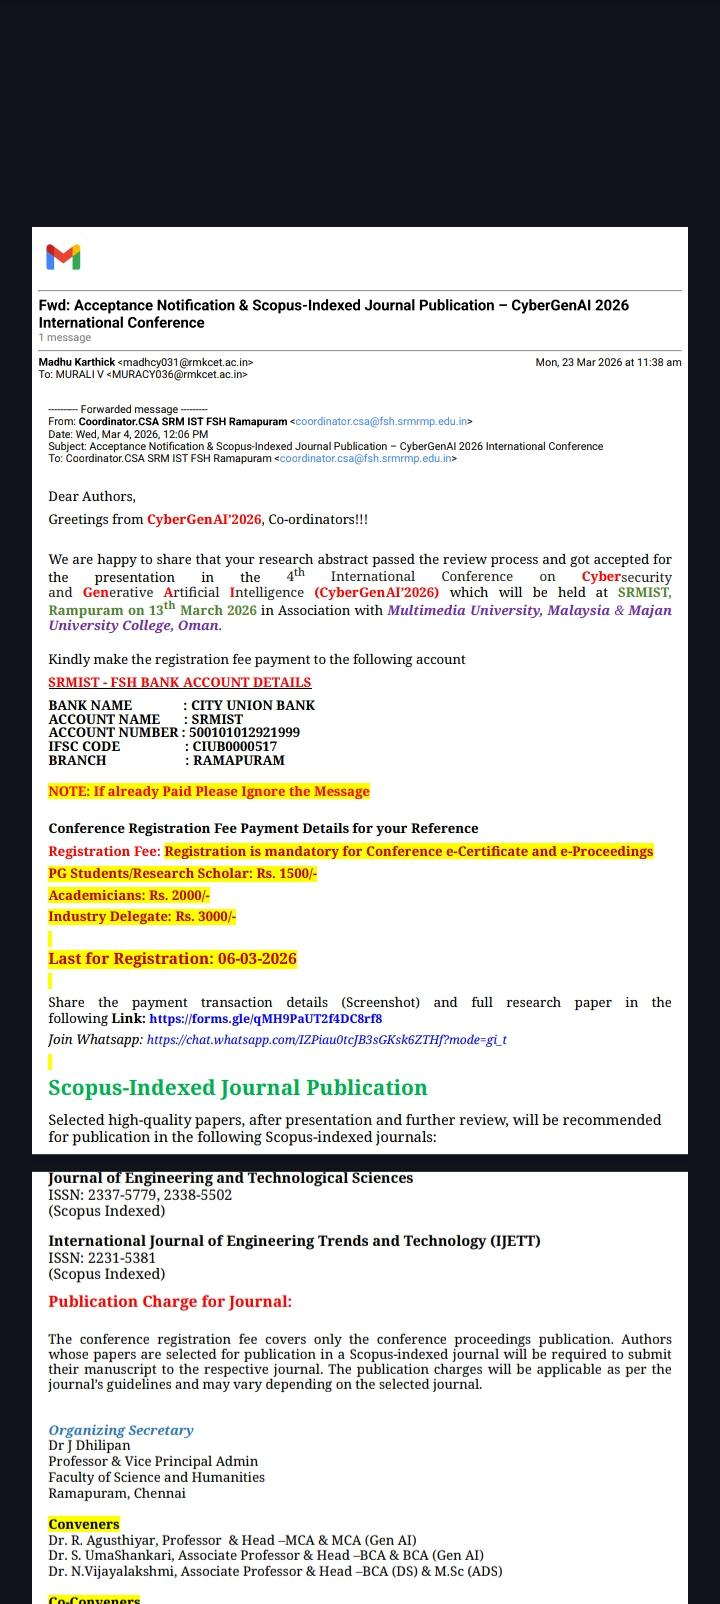 Fwd: Acceptance Notification & Scopus-Indexed Journal Publication – CyberGenAI 2026
International Conference
1 message
Madhu Karthick <madhcy031@rmkcet.ac.in> Mon, 23 Mar 2026 at 11:38 am
To: MURALI V <MURACY036@rmkcet.ac.in>
---------- Forwarded message ---------
From: Coordinator.CSA SRM IST FSH Ramapuram <coordinator.csa@fsh.srmrmp.edu.in>
Date: Wed, Mar 4, 2026, 12:06 PM
Subject: Acceptance Notification & Scopus-Indexed Journal Publication – CyberGenAI 2026 International Conference
To: Coordinator.CSA SRM IST FSH Ramapuram <coordinator.csa@fsh.srmrmp.edu.in>
Dear Authors,
Greetings from CyberGenAI'2026, Co-ordinators!!!
We are happy to share that your research abstract passed the review process and got accepted for
the presentation in the 4th International Conference on Cybersecurity
and Generative Artificial Intelligence (CyberGenAI'2026) which will be held at SRMIST,
Rampuram on 13th March 2026 in Association with Multimedia University, Malaysia & Majan
University College, Oman.
Kindly make the registration fee payment to the following account
SRMIST - FSH BANK ACCOUNT DETAILS
BANK NAME : CITY UNION BANK
ACCOUNT NAME : SRMIST
ACCOUNT NUMBER : 500101012921999
IFSC CODE : CIUB0000517
BRANCH : RAMAPURAM
NOTE: If already Paid Please Ignore the Message
Conference Registration Fee Payment Details for your Reference
Registration Fee: Registration is mandatory for Conference e-Certificate and e-Proceedings
PG Students/Research Scholar: Rs. 1500/-
Academicians: Rs. 2000/-
Industry Delegate: Rs. 3000/-
Last for Registration: 06-03-2026
Share the payment transaction details (Screenshot) and full research paper in the
following Link: https://forms.gle/qMH9PaUT2f4DC8rf8
Join Whatsapp: https://chat.whatsapp.com/IZPiau0tcJB3sGKsk6ZTHf?mode=gi_t
Scopus-Indexed Journal Publication
Selected high-quality papers, after presentation and further review, will be recommended
for publication in the following Scopus-indexed journals:
Journal of Engineering and Technological Sciences
ISSN: 2337-5779, 2338-5502
(Scopus Indexed)
International Journal of Engineering Trends and Technology (IJETT)
ISSN: 2231-5381
(Scopus Indexed)
Publication Charge for Journal:
The conference registration fee covers only the conference proceedings publication. Authors
whose papers are selected for publication in a Scopus-indexed journal will be required to submit
their manuscript to the respective journal. The publication charges will be applicable as per the
journal's guidelines and may vary depending on the selected journal.
Organizing Secretary
Dr J Dhilipan
Professor & Vice Principal Admin
Faculty of Science and Humanities
Ramapuram, Chennai
Conveners
Dr. R. Agusthiyar, Professor & Head –MCA & MCA (Gen AI)
Dr. S. UmaShankari, Associate Professor & Head –BCA & BCA (Gen AI)
Dr. N.Vijayalakshmi, Associate Professor & Head –BCA (DS) & M.Sc (ADS)
Co-Conveners